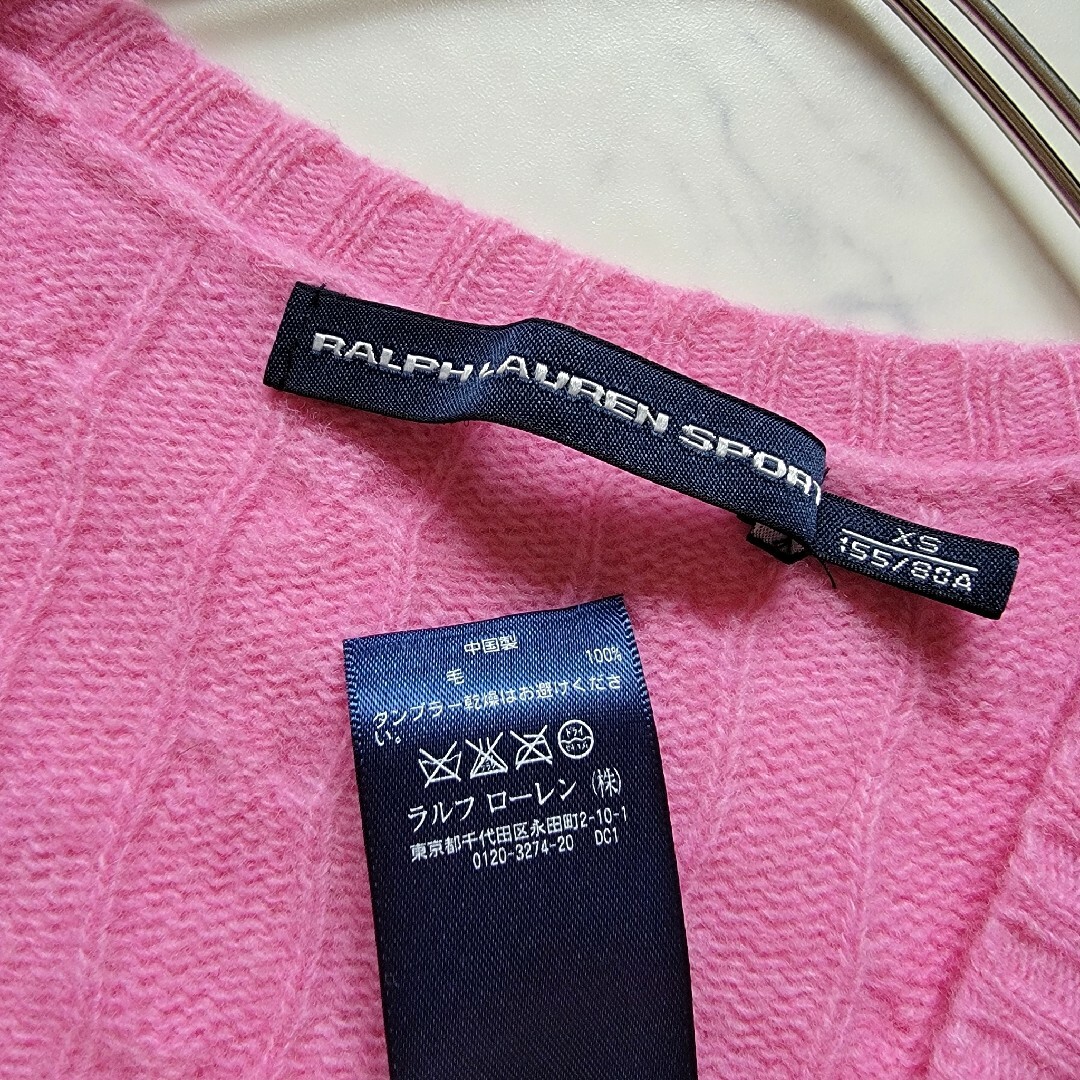 RALPH LAUREN SPORT
XS
155/80A
中国製
毛 100%
タンブラー乾燥はお避けくださ
い。
ドライ
ラルフ ローレン (株)
東京都千代田区永田町2-10-1
0120-3274-20 DC1